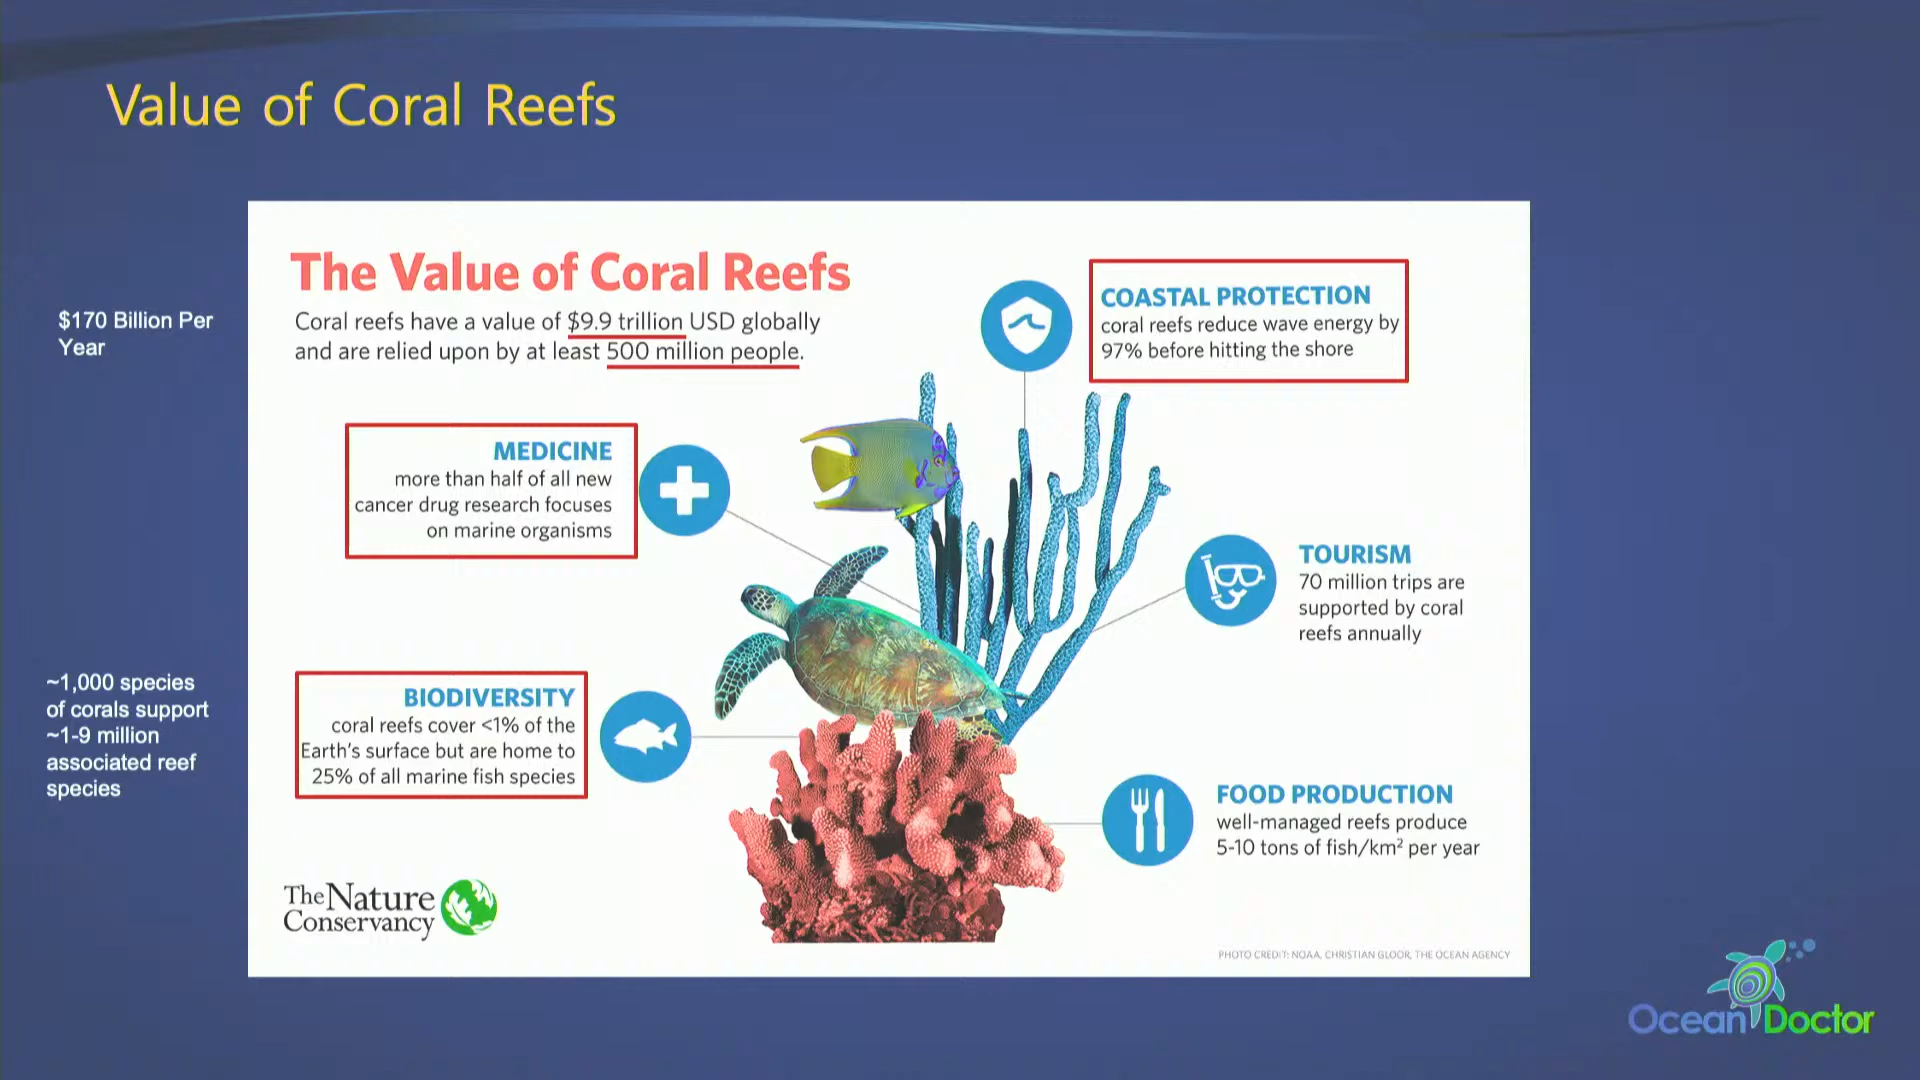 Value of Coral Reefs
$170 Billion Per
Year
~1,000 species
of corals support
~1-9 million
associated reef
species
The Value of Coral Reefs
Coral reefs have a value of $9.9 trillion USD globally
and are relied upon by at least 500 million people.
COASTAL PROTECTION
coral reefs reduce wave energy by
97% before hitting the shore
MEDICINE
more than half of all new
cancer drug research focuses
on marine organisms
TOURISM
70 million trips are
supported by coral
reefs annually
BIODIVERSITY
coral reefs cover <1% of the
Earth's surface but are home to
25% of all marine fish species
FOOD PRODUCTION
well-managed reefs produce
5-10 tons of fish/km² per year
The Nature
Conservancy
PHOTO CREDIT: NOAA, CHRISTIAN GLOOR, THE OCEAN AGENCY
Ocean Doctor